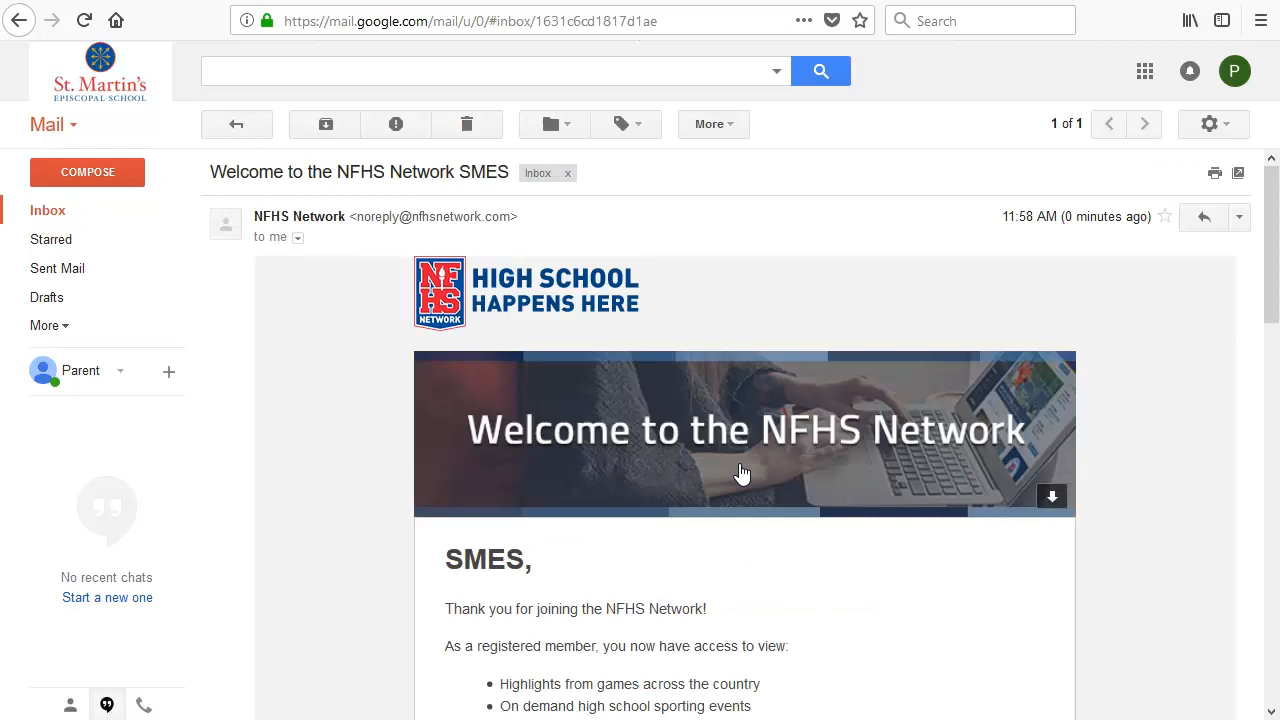 https://mail.google.com/mail/u/0/#inbox/1631c6cd1817d1ae
Search
St. Martin's
EPISCOPAL SCHOOL
P
Mail
More
1 of 1
COMPOSE
Welcome to the NFHS Network SMES
Inbox x
Inbox
NFHS Network <noreply@nfhsnetwork.com>
11:58 AM (0 minutes ago)
to me
Starred
Sent Mail
Drafts
More
NF
HS
NETWORK
HIGH SCHOOL
HAPPENS HERE
Parent
Welcome to the NFHS Network
SMES,
No recent chats
Start a new one
Thank you for joining the NFHS Network!
As a registered member, you now have access to view:
• Highlights from games across the country
• On demand high school sporting events